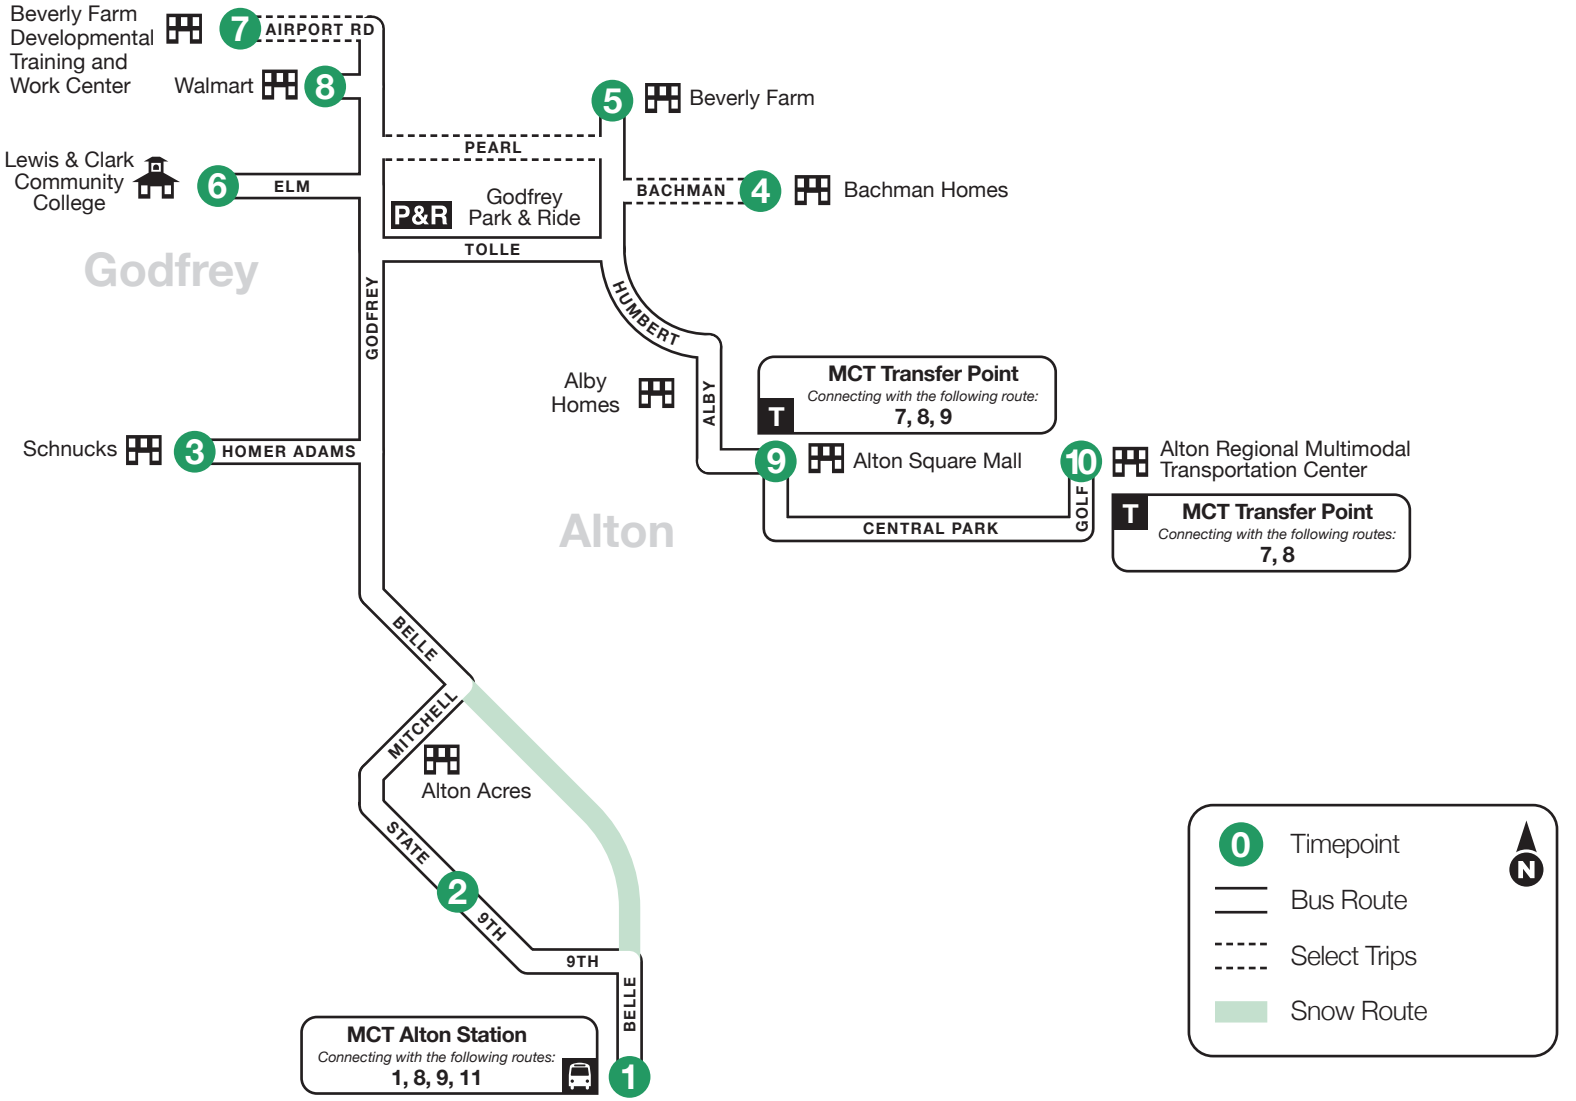 Beverly Farm
Developmental
Training and
Work Center
7
AIRPORT RD
Walmart
8
5
Beverly Farm
PEARL
Lewis & Clark
Community
College
6
ELM
BACHMAN
4
Bachman Homes
P&R
Godfrey
Park & Ride
TOLLE
Godfrey
GODFREY
HUMBERT
Alby
Homes
ALBY
MCT Transfer Point
Connecting with the following route:
T
7, 8, 9
Schnucks
3
HOMER ADAMS
9
Alton Square Mall
10
Alton Regional Multimodal
Transportation Center
GOLF
CENTRAL PARK
T
MCT Transfer Point
Connecting with the following routes:
7, 8
Alton
BELLE
MITCHELL
Alton Acres
STATE
2
9TH
9TH
BELLE
MCT Alton Station
Connecting with the following routes:
1, 8, 9, 11
1
0
Timepoint
N
Bus Route
Select Trips
Snow Route